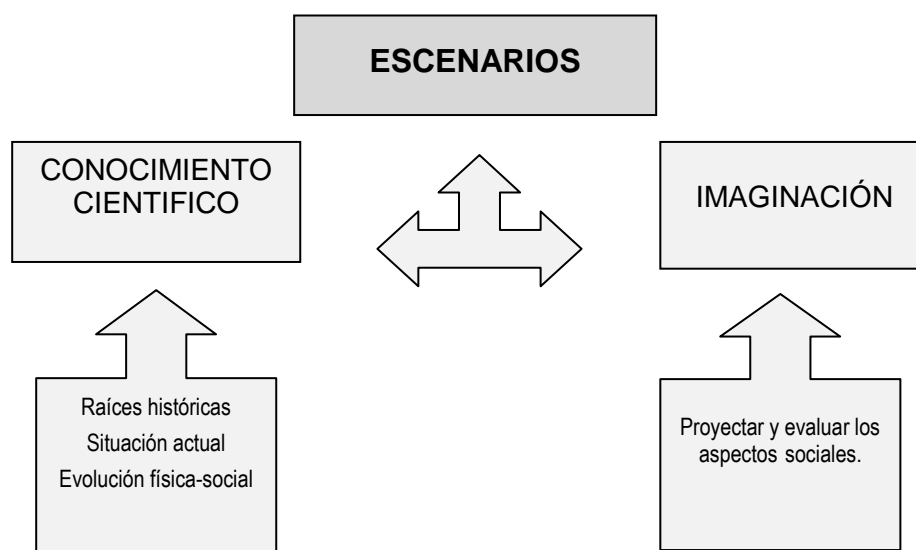 ESCENARIOS
CONOCIMIENTO
CIENTIFICO
IMAGINACIÓN
Raíces históricas
Situación actual
Evolución física-social
Proyectar y evaluar los
aspectos sociales.